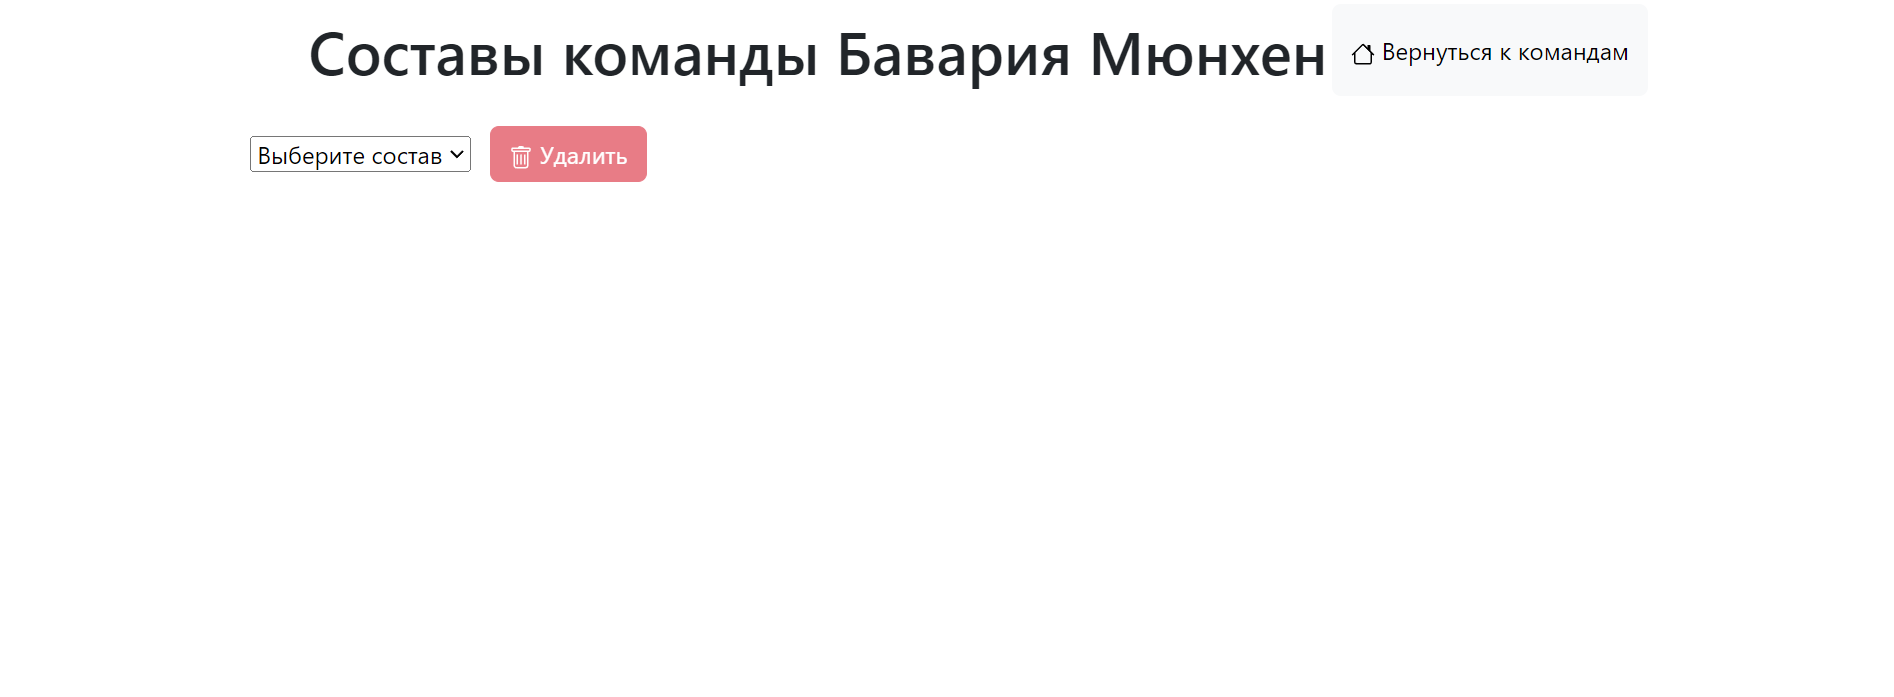 Составы команды Бавария Мюнхен
Вернуться к командам
Выберите состав
Удалить